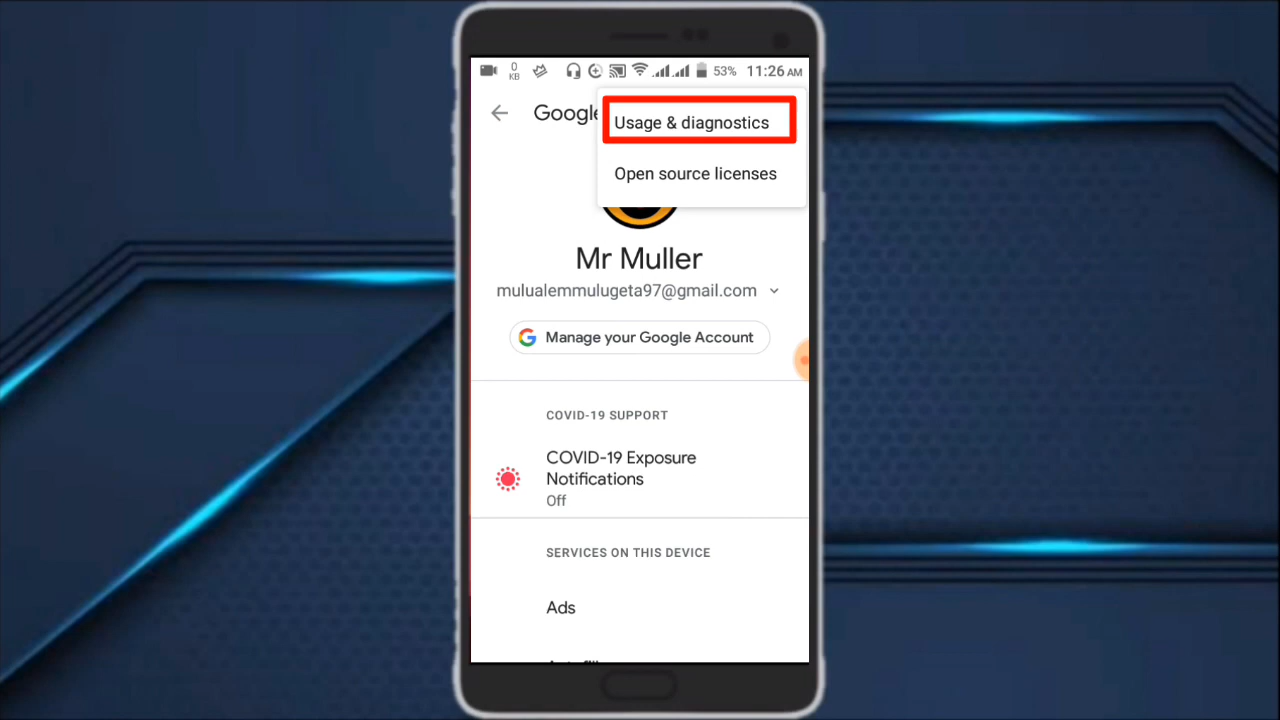 0
KB
53%
11:26 AM
Google
Usage & diagnostics
Open source licenses
Mr Muller
mulualemmulugeta97@gmail.com
G Manage your Google Account
COVID-19 SUPPORT
COVID-19 Exposure
Notifications
Off
SERVICES ON THIS DEVICE
Ads